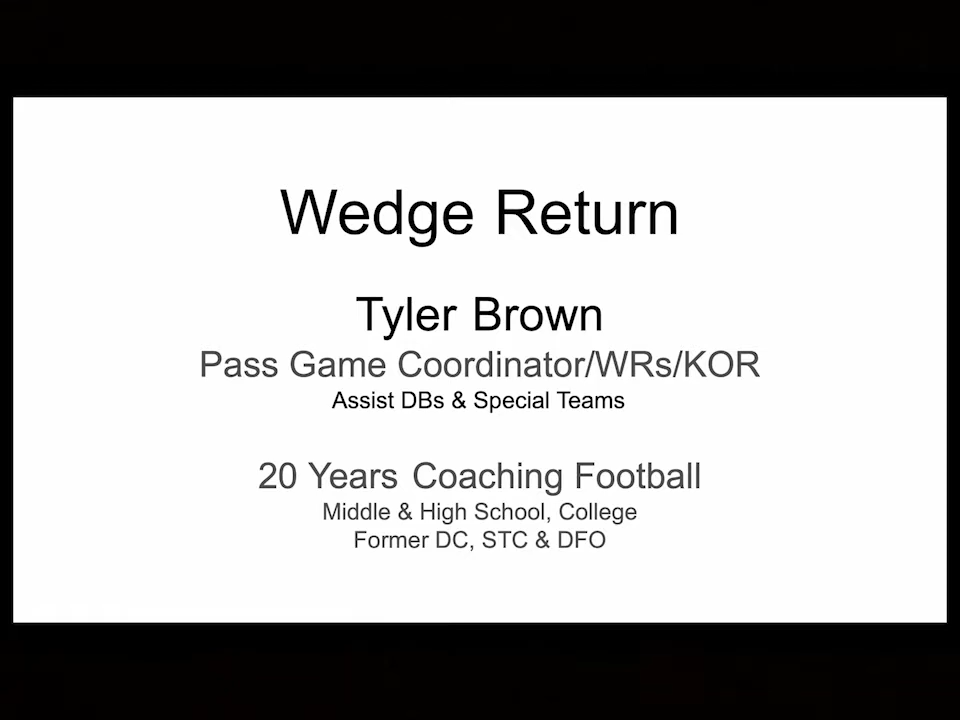 Wedge Return
Tyler Brown
Pass Game Coordinator/WRs/KOR
Assist DBs & Special Teams
20 Years Coaching Football
Middle & High School, College
Former DC, STC & DFO